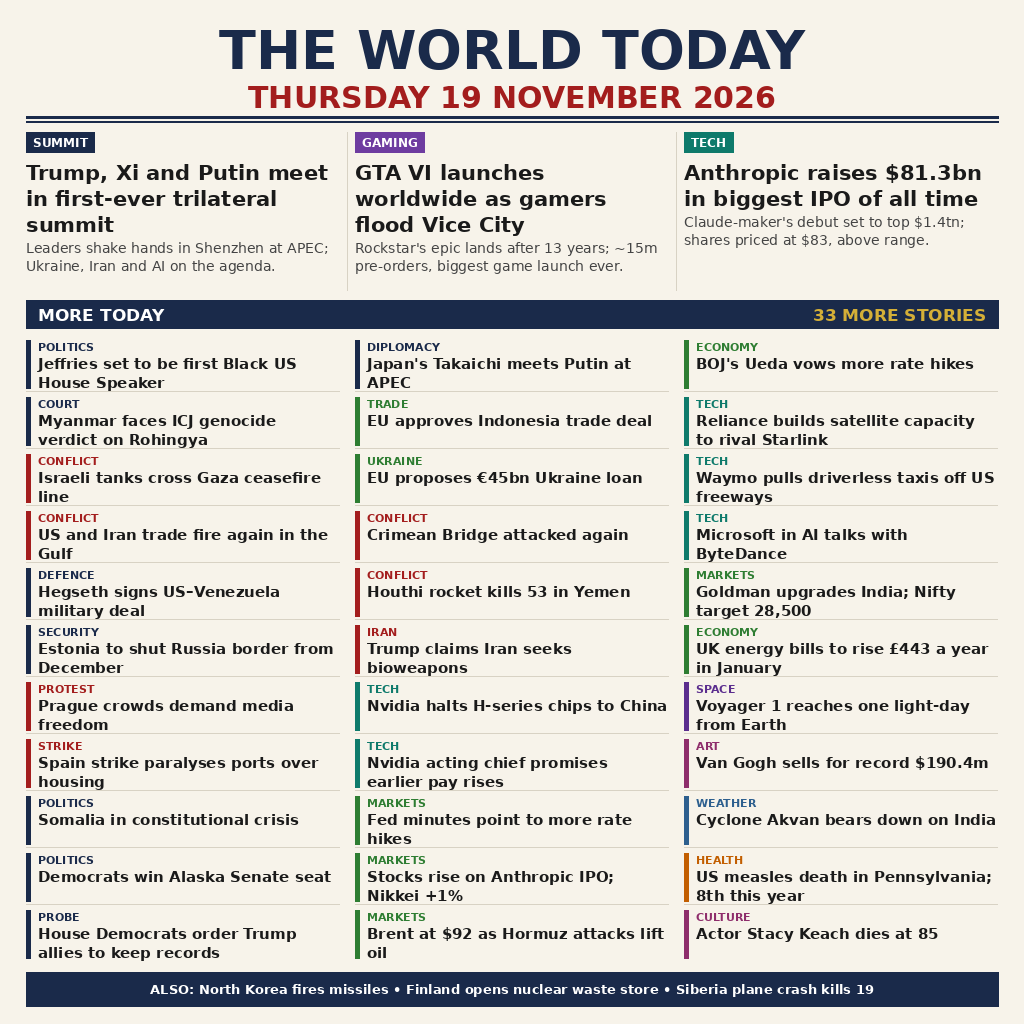 THE WORLD TODAY
THURSDAY 19 NOVEMBER 2026
SUMMIT
Trump, Xi and Putin meet
in first-ever trilateral
summit
Leaders shake hands in Shenzhen at APEC;
Ukraine, Iran and AI on the agenda.
GAMING
GTA VI launches
worldwide as gamers
flood Vice City
Rockstar's epic lands after 13 years; ~15m
pre-orders, biggest game launch ever.
TECH
Anthropic raises $81.3bn
in biggest IPO of all time
Claude-maker's debut set to top $1.4tn;
shares priced at $83, above range.
MORE TODAY
33 MORE STORIES
POLITICS
Jeffries set to be first Black US
House Speaker
COURT
Myanmar faces ICJ genocide
verdict on Rohingya
CONFLICT
Israeli tanks cross Gaza ceasefire
line
CONFLICT
US and Iran trade fire again in the
Gulf
DEFENCE
Hegseth signs US–Venezuela
military deal
SECURITY
Estonia to shut Russia border from
December
PROTEST
Prague crowds demand media
freedom
STRIKE
Spain strike paralyses ports over
housing
POLITICS
Somalia in constitutional crisis
POLITICS
Democrats win Alaska Senate seat
PROBE
House Democrats order Trump
allies to keep records
DIPLOMACY
Japan's Takaichi meets Putin at
APEC
TRADE
EU approves Indonesia trade deal
UKRAINE
EU proposes €45bn Ukraine loan
CONFLICT
Crimean Bridge attacked again
CONFLICT
Houthi rocket kills 53 in Yemen
IRAN
Trump claims Iran seeks
bioweapons
TECH
Nvidia halts H-series chips to China
TECH
Nvidia acting chief promises
earlier pay rises
MARKETS
Fed minutes point to more rate
hikes
MARKETS
Stocks rise on Anthropic IPO;
Nikkei +1%
MARKETS
Brent at $92 as Hormuz attacks lift
oil
ECONOMY
BOJ's Ueda vows more rate hikes
TECH
Reliance builds satellite capacity
to rival Starlink
TECH
Waymo pulls driverless taxis off US
freeways
TECH
Microsoft in AI talks with
ByteDance
MARKETS
Goldman upgrades India; Nifty
target 28,500
ECONOMY
UK energy bills to rise £443 a year
in January
SPACE
Voyager 1 reaches one light-day
from Earth
ART
Van Gogh sells for record $190.4m
WEATHER
Cyclone Akvan bears down on India
HEALTH
US measles death in Pennsylvania;
8th this year
CULTURE
Actor Stacy Keach dies at 85
ALSO: North Korea fires missiles • Finland opens nuclear waste store • Siberia plane crash kills 19